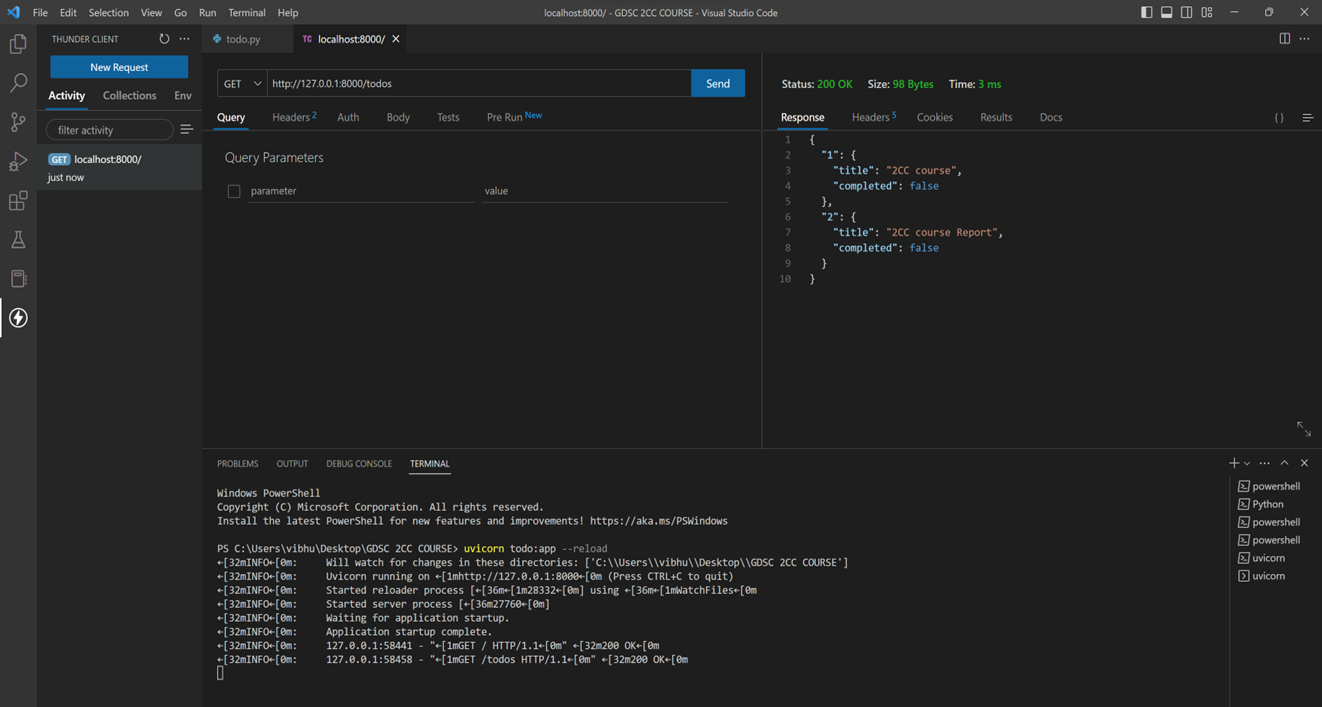 File Edit Selection View Go Run Terminal Help
localhost:8000/ - GDSC 2CC COURSE - Visual Studio Code
THUNDER CLIENT
New Request
Activity Collections Env
filter activity
GET localhost:8000/
just now
todo.py
TC localhost:8000/
GET http://127.0.0.1:8000/todos Send
Query Headers 2 Auth Body Tests Pre Run New
Query Parameters
parameter value
Status: 200 OK Size: 98 Bytes Time: 3 ms
Response Headers 5 Cookies Results Docs
{ }
1 {
2 "1": {
3 "title": "2CC course",
4 "completed": false
5 },
6 "2": {
7 "title": "2CC course Report",
8 "completed": false
9 }
10 }
PROBLEMS OUTPUT DEBUG CONSOLE TERMINAL
Windows PowerShell
Copyright (C) Microsoft Corporation. All rights reserved.
Install the latest PowerShell for new features and improvements! https://aka.ms/PSWindows
PS C:\Users\vibhu\Desktop\GDSC 2CC COURSE> uvicorn todo:app --reload
←[32mINFO←[0m: Will watch for changes in these directories: ['C:\\Users\\vibhu\\Desktop\\GDSC 2CC COURSE']
←[32mINFO←[0m: Uvicorn running on ←[1mhttp://127.0.0.1:8000←[0m (Press CTRL+C to quit)
←[32mINFO←[0m: Started reloader process [←[36m←[1m28332←[0m] using ←[36m←[1mWatchFiles←[0m
←[32mINFO←[0m: Started server process [←[36m27760←[0m]
←[32mINFO←[0m: Waiting for application startup.
←[32mINFO←[0m: Application startup complete.
←[32mINFO←[0m: 127.0.0.1:58441 - "←[1mGET / HTTP/1.1←[0m" ←[32m200 OK←[0m
←[32mINFO←[0m: 127.0.0.1:58458 - "←[1mGET /todos HTTP/1.1←[0m" ←[32m200 OK←[0m
powershell
Python
powershell
powershell
uvicorn
uvicorn